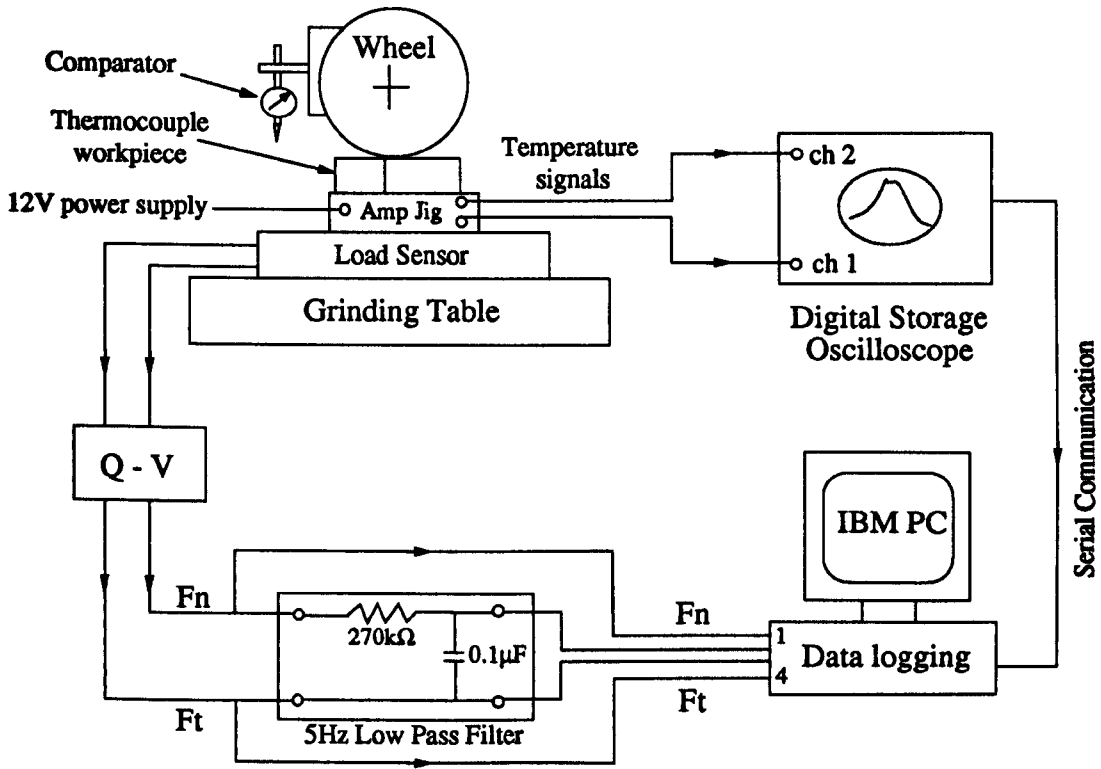 Wheel
Comparator
Thermocouple
workpiece
Temperature
signals
ch 2
12V power supply
Amp Jig
Load Sensor
ch 1
Grinding Table
Digital Storage
Oscilloscope
Serial Communication
Q - V
IBM PC
Fn
270kΩ
0.1μF
Fn
1
Data logging
4
Ft
Ft
5Hz Low Pass Filter